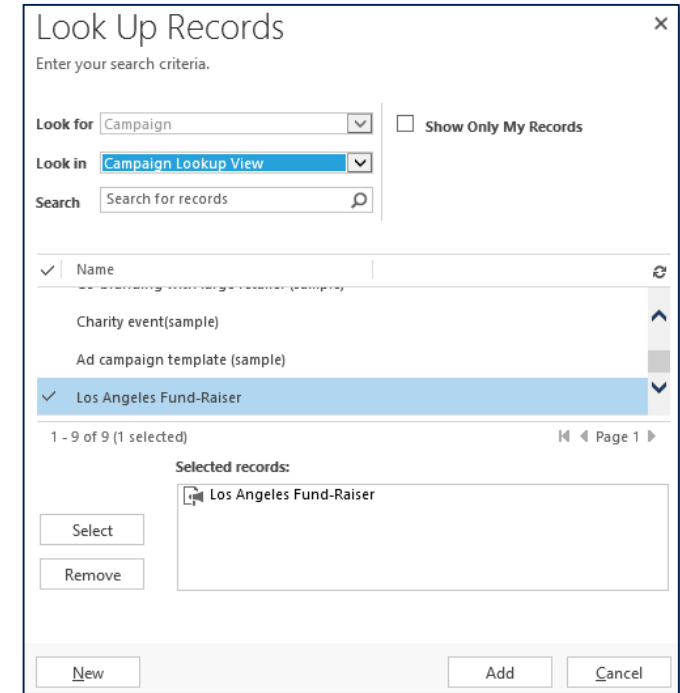 Look Up Records
Enter your search criteria.
Look for Campaign
Show Only My Records
Look in Campaign Lookup View
Search Search for records
Name
Charity event(sample)
Ad campaign template (sample)
Los Angeles Fund-Raiser
1 - 9 of 9 (1 selected) Page 1
Selected records:
Los Angeles Fund-Raiser
Select
Remove
New Add Cancel